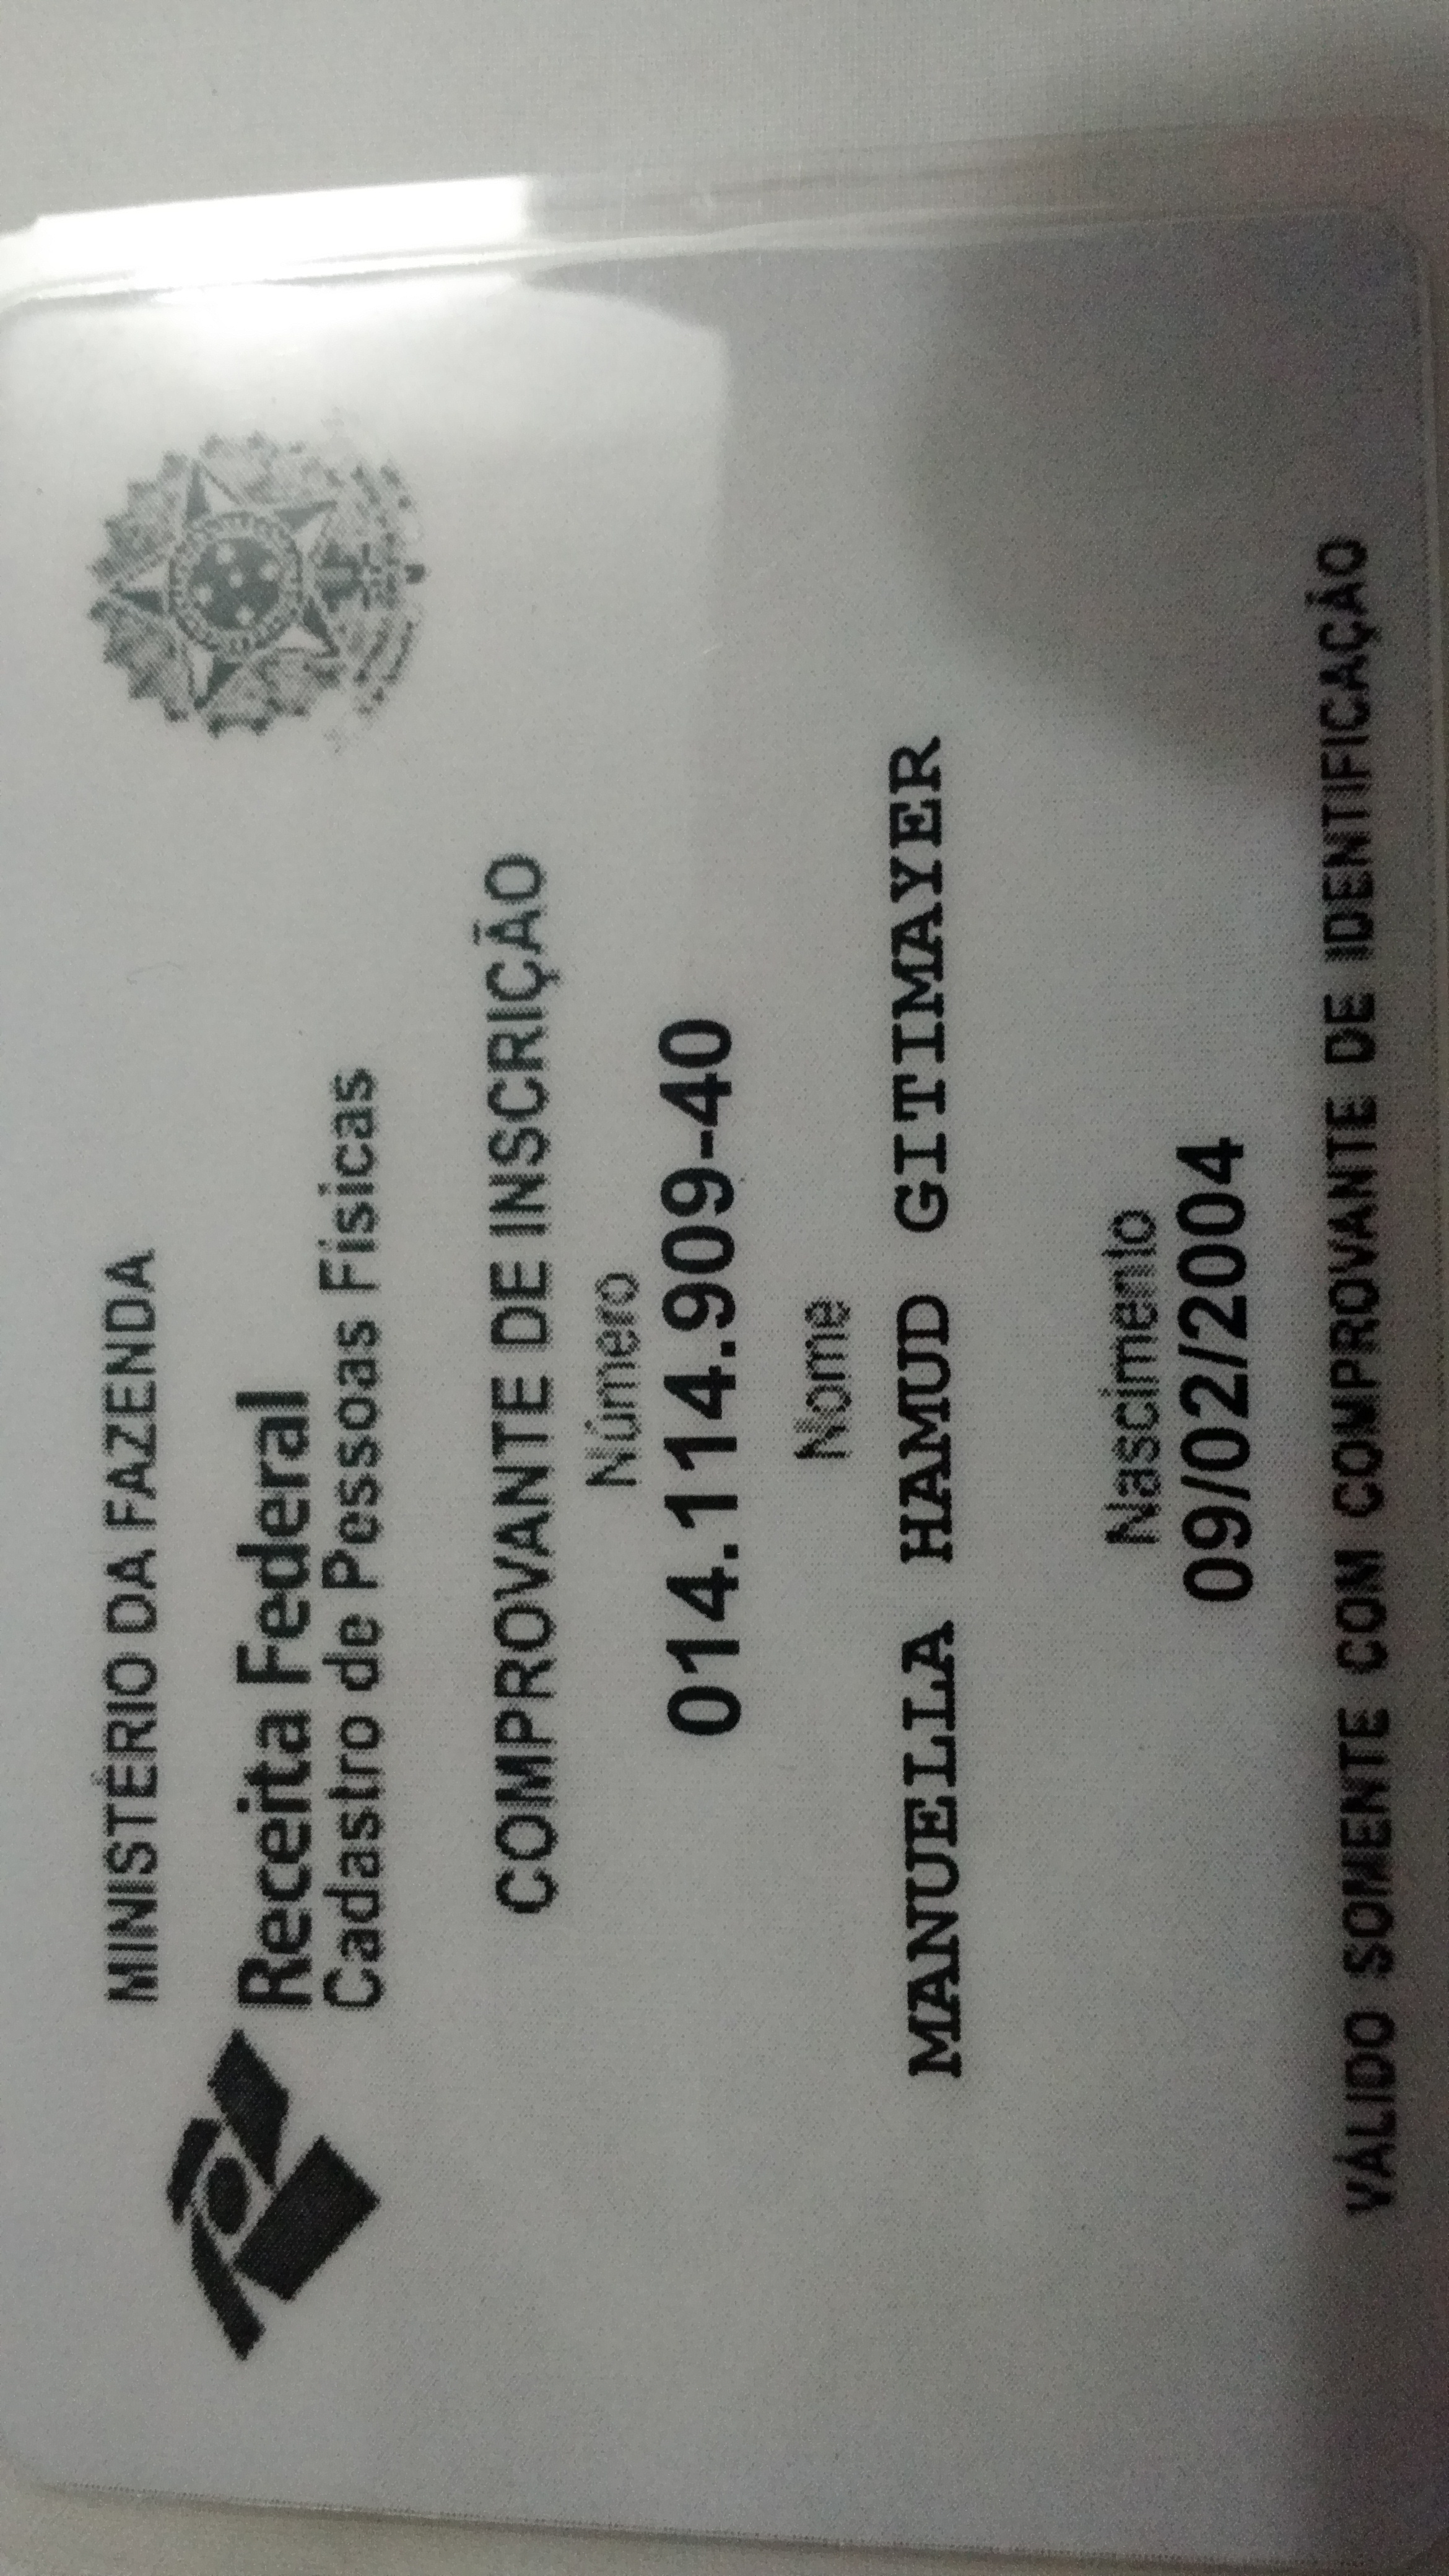 MINISTÉRIO DA FAZENDA
Receita Federal
Cadastro de Pessoas Físicas
COMPROVANTE DE INSCRIÇÃO
Número
014.114.909-40
Nome
MANUELLA HAMUD GITIMAYER
Nascimento
09/02/2004
VÁLIDO SOMENTE COM COMPROVANTE DE IDENTIFICAÇÃO